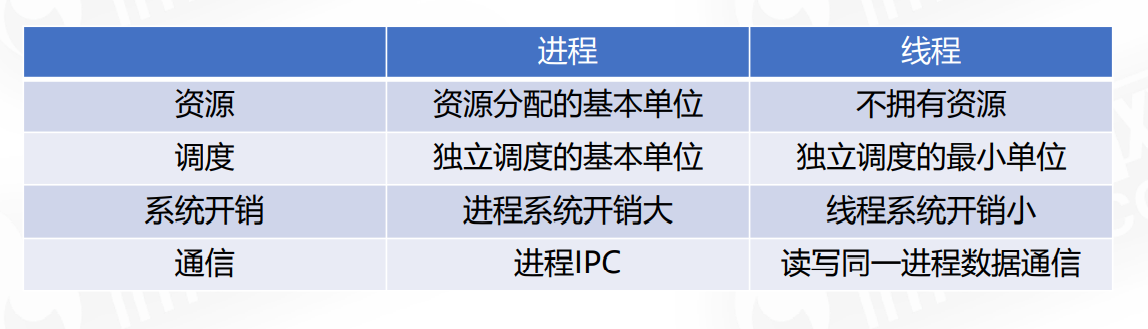 进程 线程
资源 资源分配的基本单位 不拥有资源
调度 独立调度的基本单位 独立调度的最小单位
系统开销 进程系统开销大 线程系统开销小
通信 进程IPC 读写同一进程数据通信